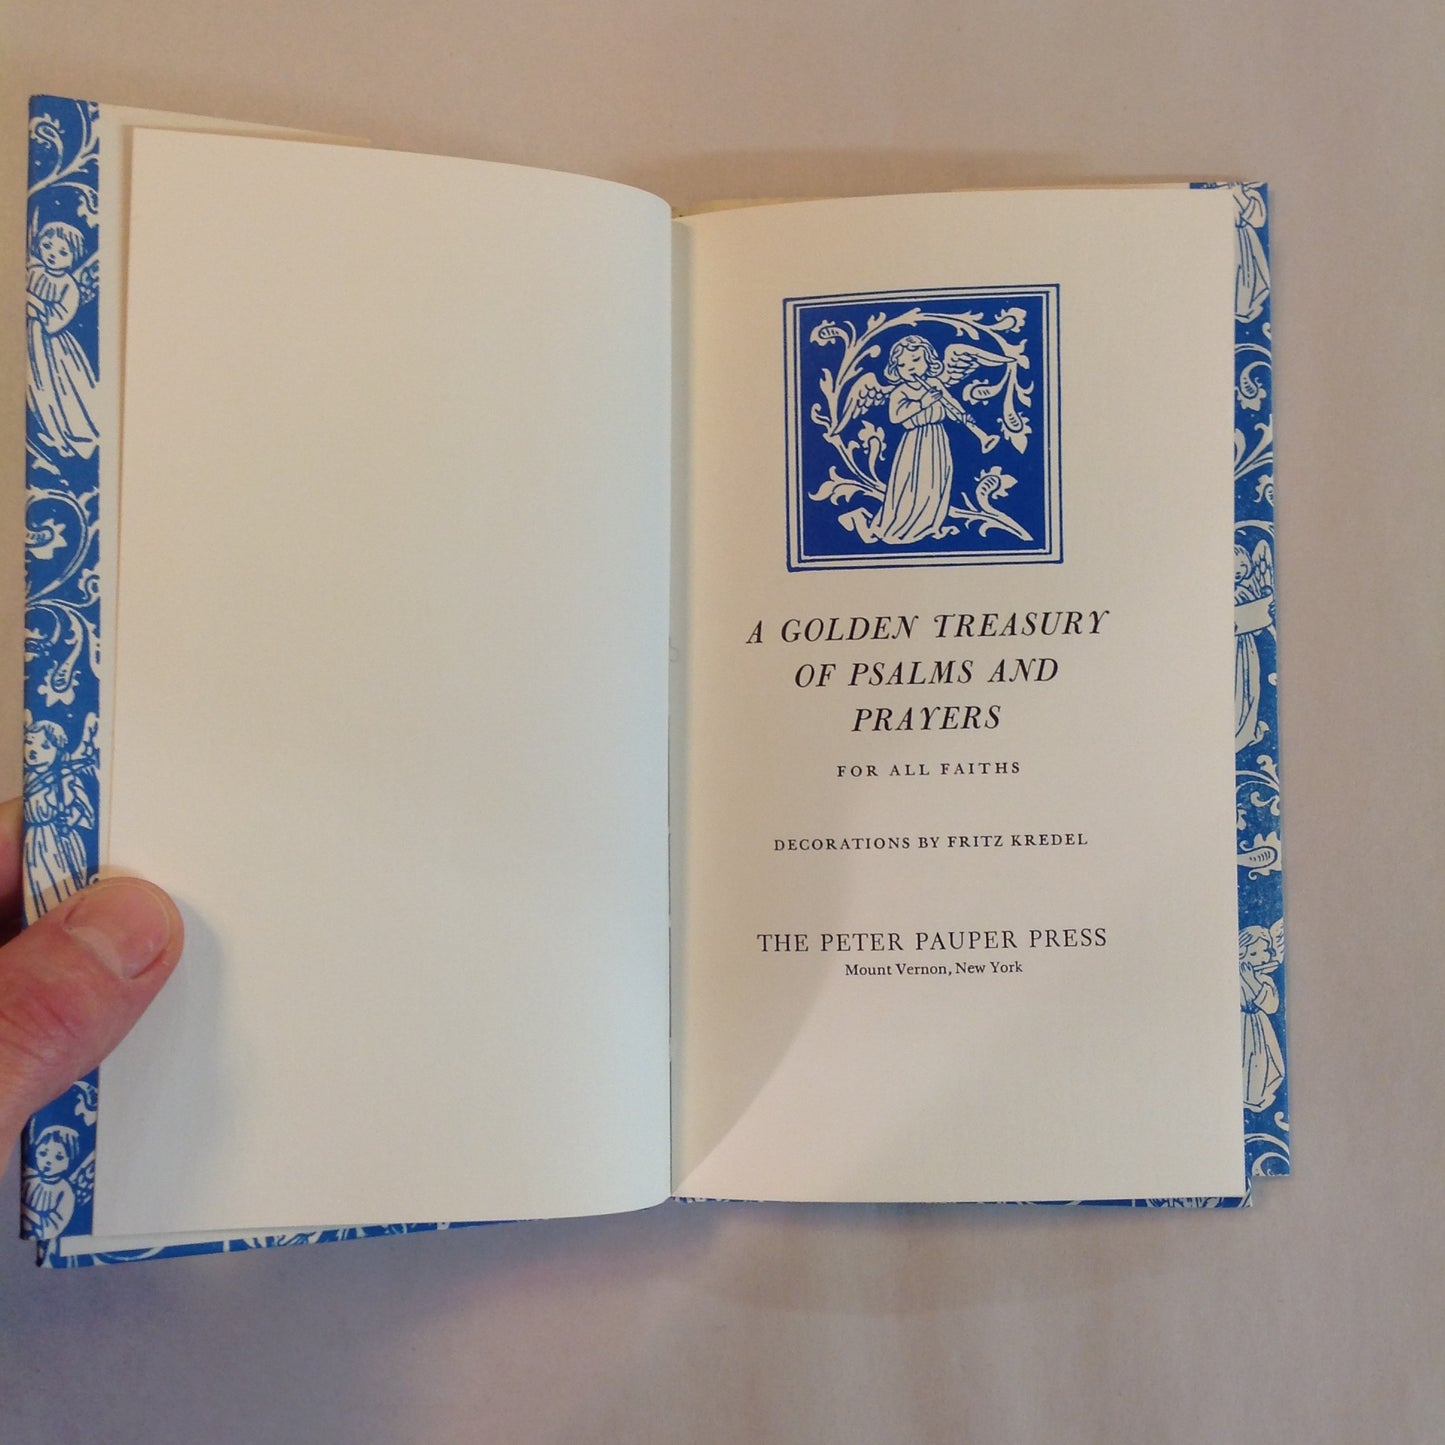 A GOLDEN TREASURY
OF PSALMS AND
PRAYERS
FOR ALL FAITHS
DECORATIONS BY FRITZ KREDEL
THE PETER PAUPER PRESS
Mount Vernon, New York